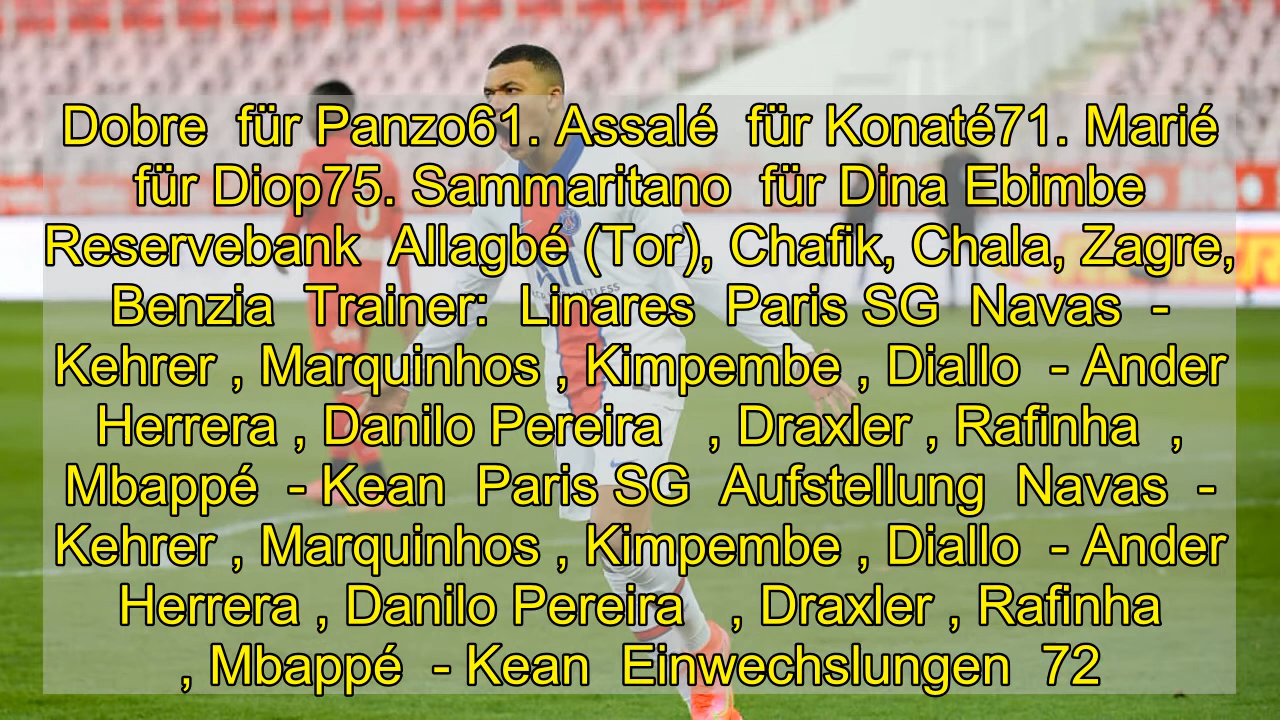 Dobre für Panzo61. Assalé für Konaté71. Marié
für Diop75. Sammaritano für Dina Ebimbe
Reservebank Allagbé (Tor), Chafik, Chala, Zagre,
Benzia Trainer: Linares Paris SG Navas -
Kehrer , Marquinhos , Kimpembe , Diallo - Ander
Herrera , Danilo Pereira , Draxler , Rafinha ,
Mbappé - Kean Paris SG Aufstellung Navas -
Kehrer , Marquinhos , Kimpembe , Diallo - Ander
Herrera , Danilo Pereira , Draxler , Rafinha
, Mbappé - Kean Einwechslungen 72